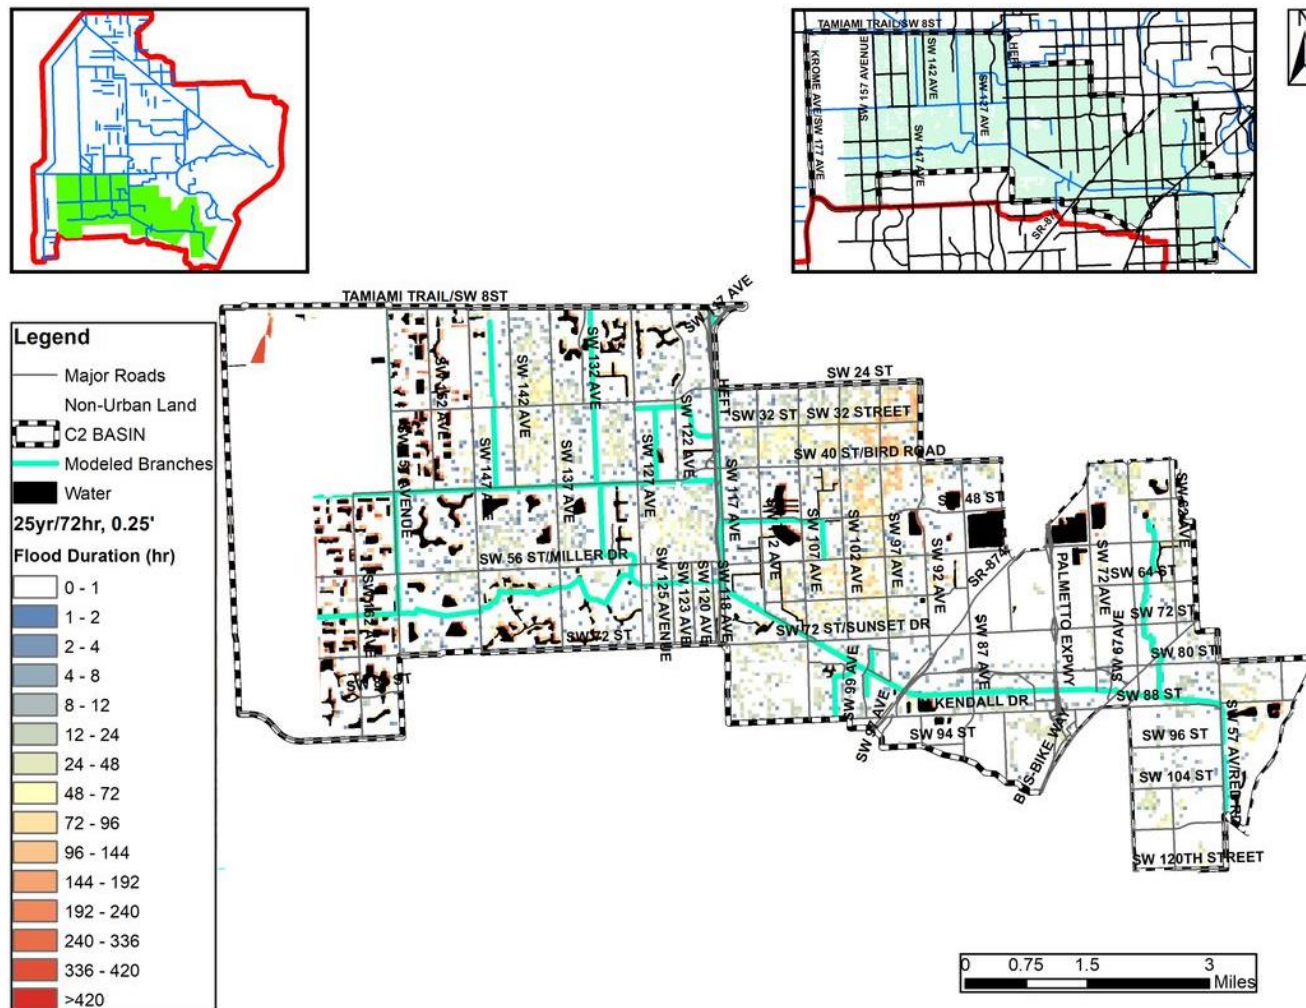 TAMIAMI TRAIL/SW 8ST
N
HEFT
KROME AVE/SW 177 AVE
SW 157 AVENUE
SW 142 AVE
SW 127 AVE
SW 147 AVE
TAMIAMI TRAIL/SW 8ST
SW 132 AVE
SW 142 AVE
HEFT
SW 24 ST
SW 32 ST
SW 32 STREET
SW 122 AVE
SW 40 ST/BIRD ROAD
SW 147 AVE
SW 137 AVE
SW 127 AVE
SW 117 AVE
48 ST
SW 107 AVE
SW 102 AVE
SW 97 AVE
SW 92 AVE
SR-874
SW 56 ST/MILLER DR
SW 72 AVE
SW 64 ST
SW 162 AVE
SW 125 AVENUE
SW 123 AVE
SW 120 AVE
SW 118 AVE
PALMETTO EXPWY
SW 72 ST
SW 72 ST
SW 72 ST/SUNSET DR
SW 87 AVE
SW 67 AVE
SW 80 ST
SW 99 AVE
SW 88 ST
KENDALL DR
SW 97 AVE
SW 94 ST
SW 96 ST
SW 57 AV/RED RD
SW 104 ST
SW 120TH STREET
Legend
Major Roads
Non-Urban Land
C2 BASIN
Modeled Branches
Water
25yr/72hr, 0.25'
Flood Duration (hr)
0 - 1
1 - 2
2 - 4
4 - 8
8 - 12
12 - 24
24 - 48
48 - 72
72 - 96
96 - 144
144 - 192
192 - 240
240 - 336
336 - 420
>420
0 0.75 1.5 3
Miles